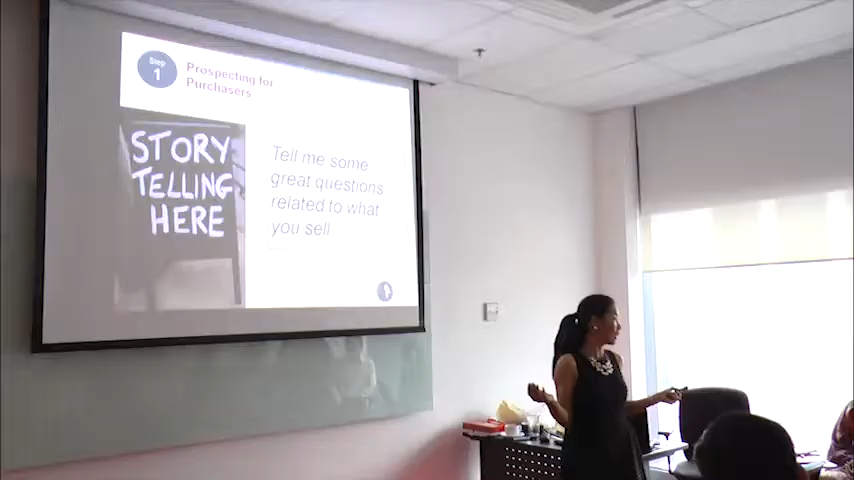 Step
1
Prospecting for
Purchasers
STORY
TELLING
HERE
Tell me some
great questions
related to what
you sell